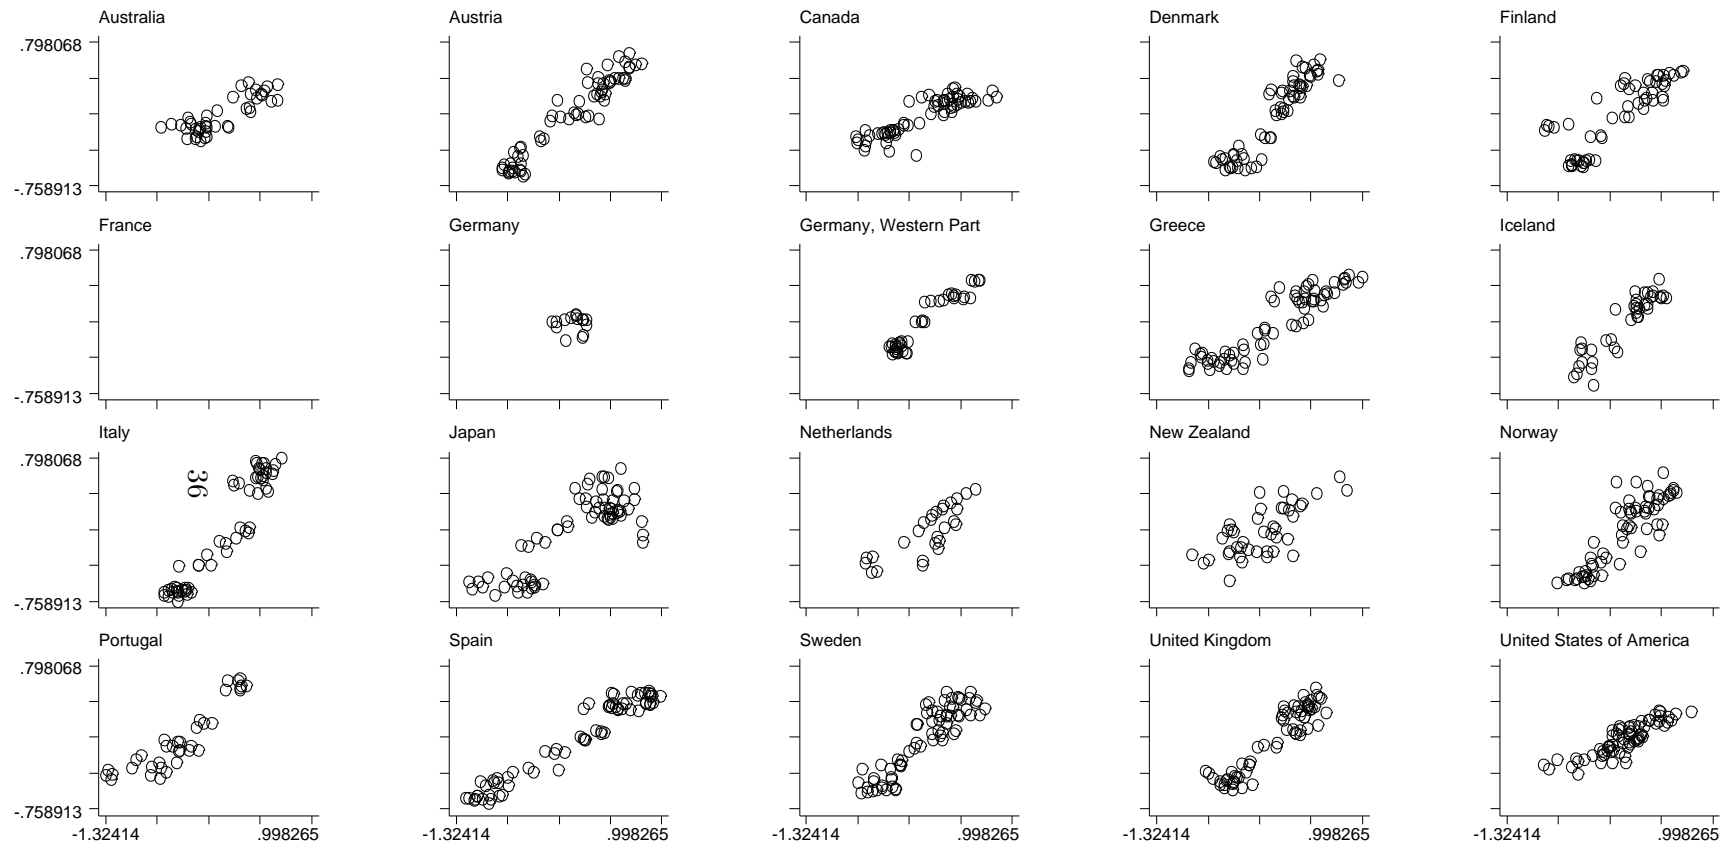 Australia Austria Canada Denmark Finland
.798068
-.758913
France Germany Germany, Western Part Greece Iceland
.798068
-.758913
Italy Japan Netherlands New Zealand Norway
.798068
36
-.758913
Portugal Spain Sweden United Kingdom United States of America
.798068
-.758913
-1.32414 .998265 -1.32414 .998265 -1.32414 .998265 -1.32414 .998265 -1.32414 .998265